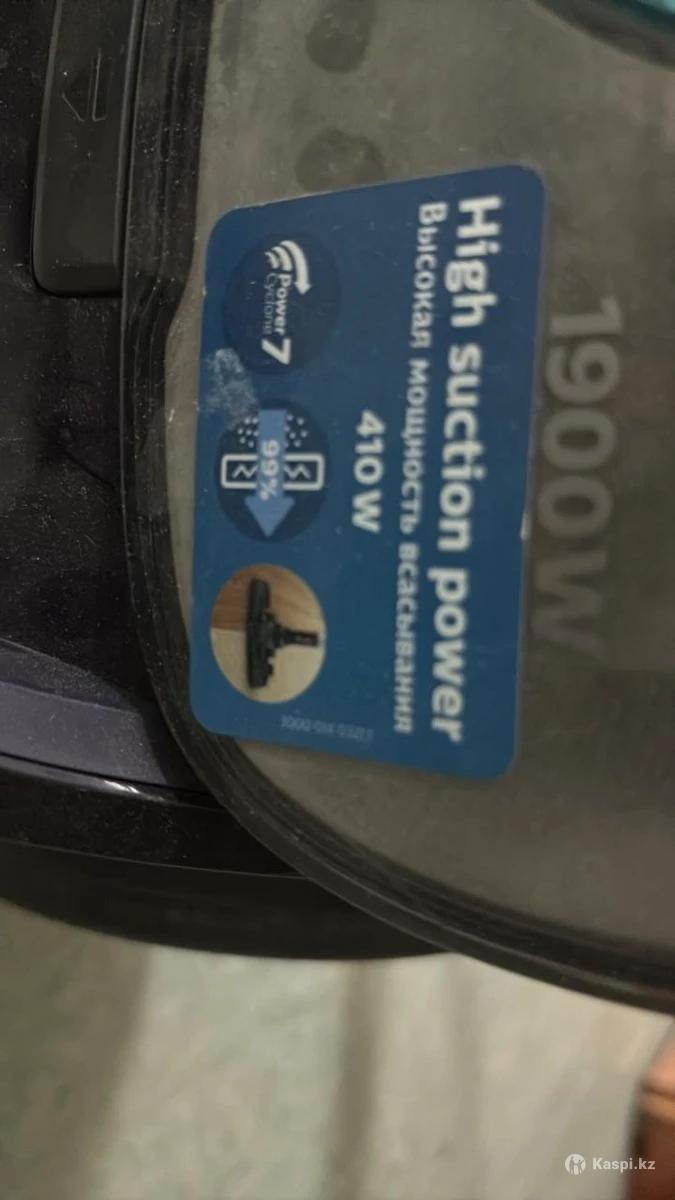 1900W
High suction power
Высокая мощность всасывания
410 W
Power
Cyclone 7
99%
Kaspi.kz